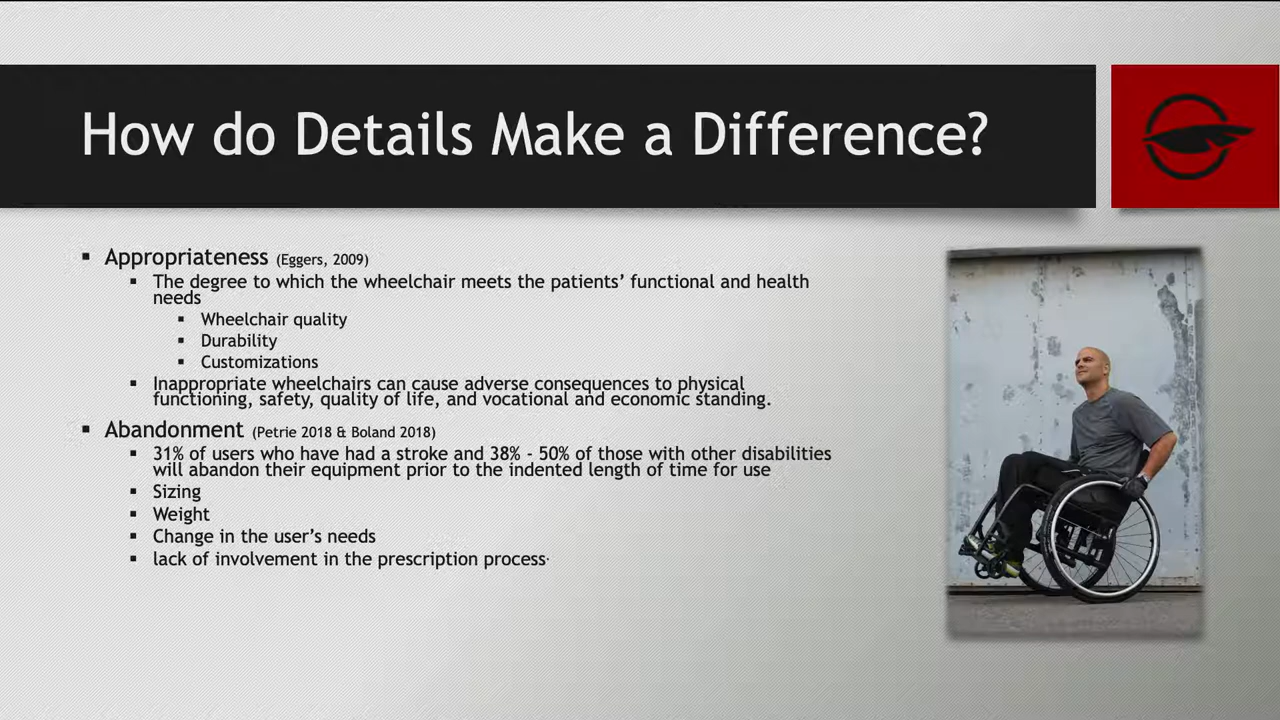 How do Details Make a Difference?
▪ Appropriateness (Eggers, 2009)
▪ The degree to which the wheelchair meets the patients’ functional and health
needs
▪ Wheelchair quality
▪ Durability
▪ Customizations
▪ Inappropriate wheelchairs can cause adverse consequences to physical
functioning, safety, quality of life, and vocational and economic standing.
▪ Abandonment (Petrie 2018 & Boland 2018)
▪ 31% of users who have had a stroke and 38% - 50% of those with other disabilities
will abandon their equipment prior to the indented length of time for use
▪ Sizing
▪ Weight
▪ Change in the user’s needs
▪ lack of involvement in the prescription process.